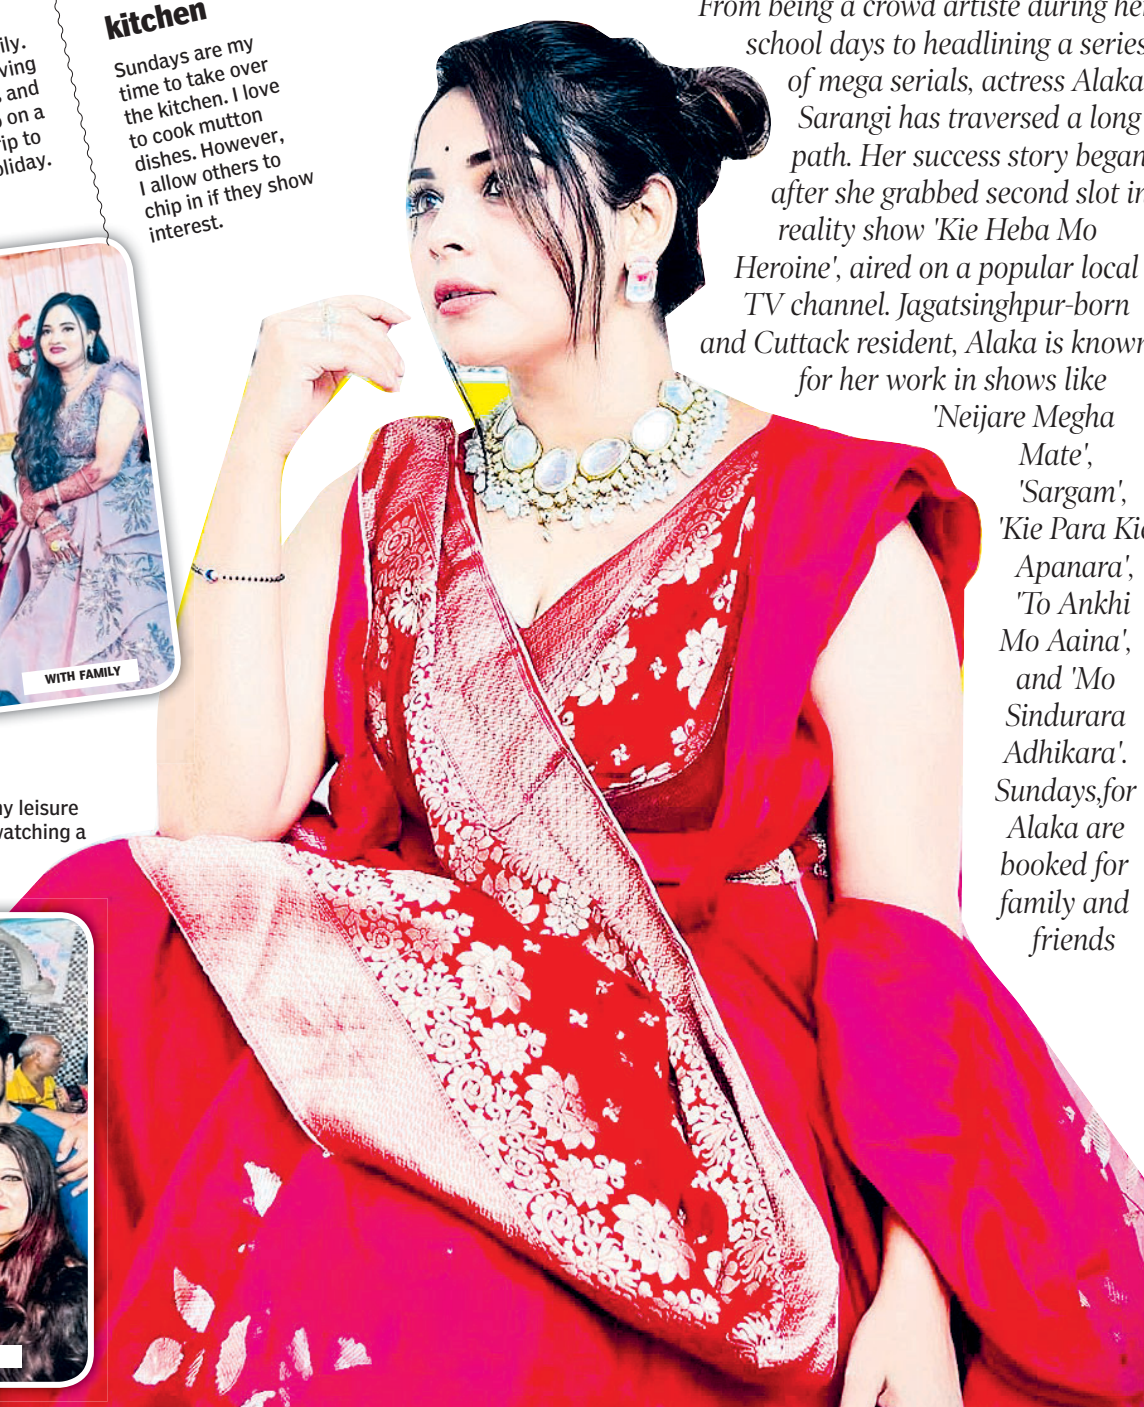 kitchen
Sundays are my
time to take over
the kitchen. I love
to cook mutton
dishes. However,
I allow others to
chip in if they show
interest.
and
on a
to
WITH FAMILY
leisure
watching a
From being a crowd artiste during her
school days to headlining a series
of mega serials, actress Alaka
Sarangi has traversed a long
path. Her success story began
after she grabbed second slot in
reality show 'Kie Heba Mo
Heroine', aired on a popular local
TV channel. Jagatsinghpur-born
and Cuttack resident, Alaka is known
for her work in shows like
'Neijare Megha
Mate',
'Sargam',
'Kie Para Kie
Apanara',
'To Ankhi
Mo Aaina',
and 'Mo
Sindurara
Adhikara'.
Sundays,for
Alaka are
booked for
family and
friends